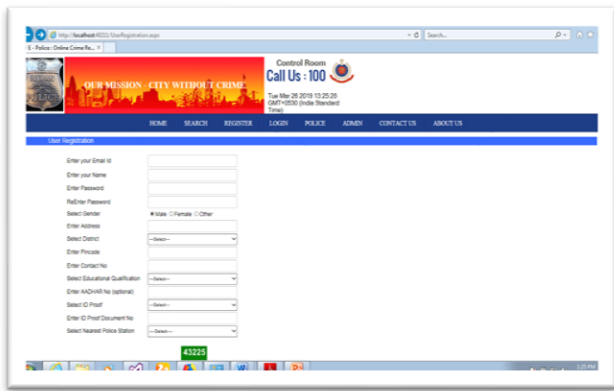 http://localhost:4003/UserRegistration.aspx
Search...
E - Police : Online Crime Re...
Control Room
Call Us : 100
OUR MISSION - CITY WITHOUT CRIME
Tue Mar 26 2019 13:25:26
GMT+0530 (India Standard
Time)
HOME SEARCH REGISTER LOGIN POLICE ADMIN CONTACT US ABOUT US
User Registration
Enter your Email Id
Enter your Name
Enter Password
ReEnter Password
Select Gender Male Female Other
Enter Address
Select District ---Select---
Enter Pincode
Enter Contact No
Select Educational Qualification --Select--
Enter AADHAR No (optional)
Select ID Proof ---Select---
Enter ID Proof Document No
Select Nearest Police Station ---Select---
43225
1:25 PM